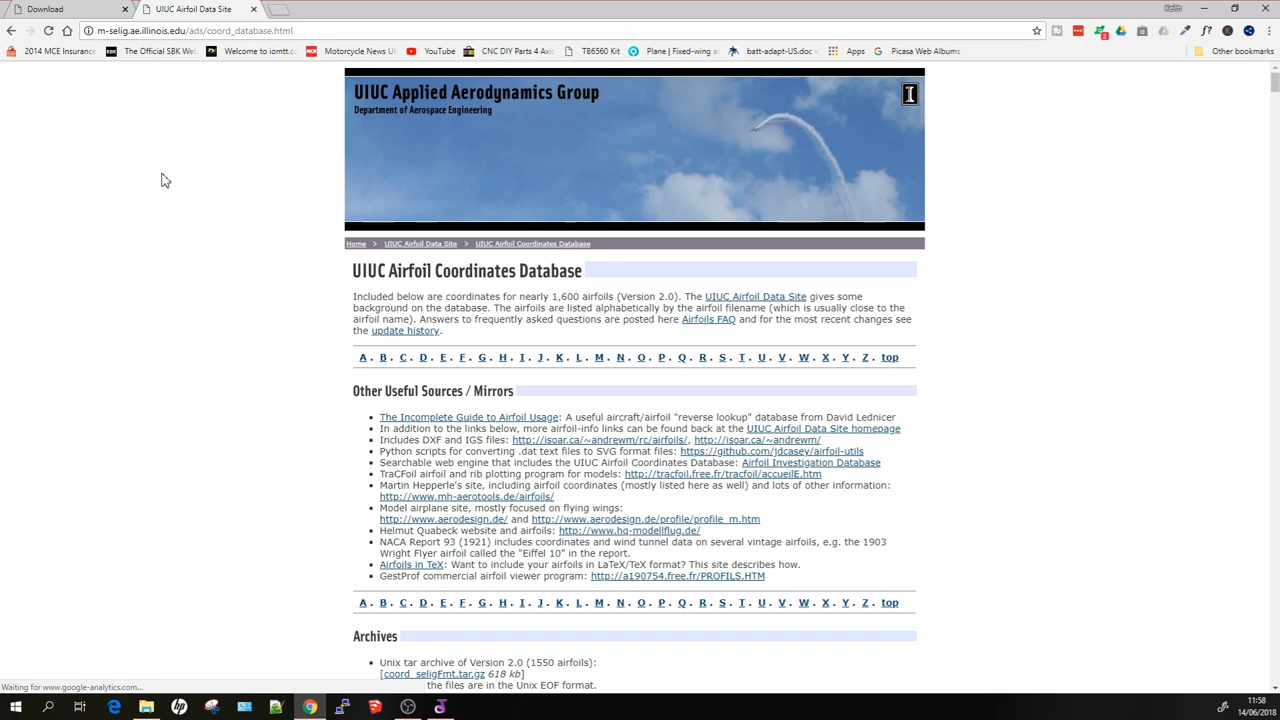 Download
UIUC Airfoil Data Site
Keith
m-selig.ae.illinois.edu/ads/coord_database.html
2014 MCE Insurance
The Official SBK Web
Welcome to iomtt.com
Motorcycle News UK
YouTube
CNC DIY Parts 4 Axis
TB6560 Kit
Plane | Fixed-wing a
batt-adapt-US.doc
Apps
Picasa Web Albums
Other bookmarks
UIUC Applied Aerodynamics Group
Department of Aerospace Engineering
Home > UIUC Airfoil Data Site > UIUC Airfoil Coordinates Database
UIUC Airfoil Coordinates Database
Included below are coordinates for nearly 1,600 airfoils (Version 2.0). The UIUC Airfoil Data Site gives some
background on the database. The airfoils are listed alphabetically by the airfoil filename (which is usually close to the
airfoil name). Answers to frequently asked questions are posted here Airfoils FAQ and for the most recent changes see
the update history.
A . B . C . D . E . F . G . H . I . J . K . L . M . N . O . P . Q . R . S . T . U . V . W . X . Y . Z . top
Other Useful Sources / Mirrors
• The Incomplete Guide to Airfoil Usage: A useful aircraft/airfoil "reverse lookup" database from David Lednicer
• In addition to the links below, more airfoil-info links can be found back at the UIUC Airfoil Data Site homepage
• Includes DXF and IGS files: http://isoar.ca/~andrewm/rc/airfoils/, http://isoar.ca/~andrewm/
• Python scripts for converting .dat text files to SVG format files: https://github.com/jdcasey/airfoil-utils
• Searchable web engine that includes the UIUC Airfoil Coordinates Database: Airfoil Investigation Database
• TraCFoil airfoil and rib plotting program for models: http://tracfoil.free.fr/tracfoil/accueilE.htm
• Martin Hepperle's site, including airfoil coordinates (mostly listed here as well) and lots of other information:
http://www.mh-aerotools.de/airfoils/
• Model airplane site, mostly focused on flying wings:
http://www.aerodesign.de/ and http://www.aerodesign.de/profile/profile_m.htm
• Helmut Quabeck website and airfoils: http://www.hq-modellflug.de/
• NACA Report 93 (1921) includes coordinates and wind tunnel data on several vintage airfoils, e.g. the 1903
Wright Flyer airfoil called the "Eiffel 10" in the report.
• Airfoils in TeX: Want to include your airfoils in LaTeX/TeX format? This site describes how.
• GestProf commercial airfoil viewer program: http://a190754.free.fr/PROFILS.HTM
A . B . C . D . E . F . G . H . I . J . K . L . M . N . O . P . Q . R . S . T . U . V . W . X . Y . Z . top
Archives
• Unix tar archive of Version 2.0 (1550 airfoils):
[coord_seligFmt.tar.gz 618 kb]
the files are in the Unix EOF format.
Waiting for www.google-analytics.com...
11:58
14/06/2018